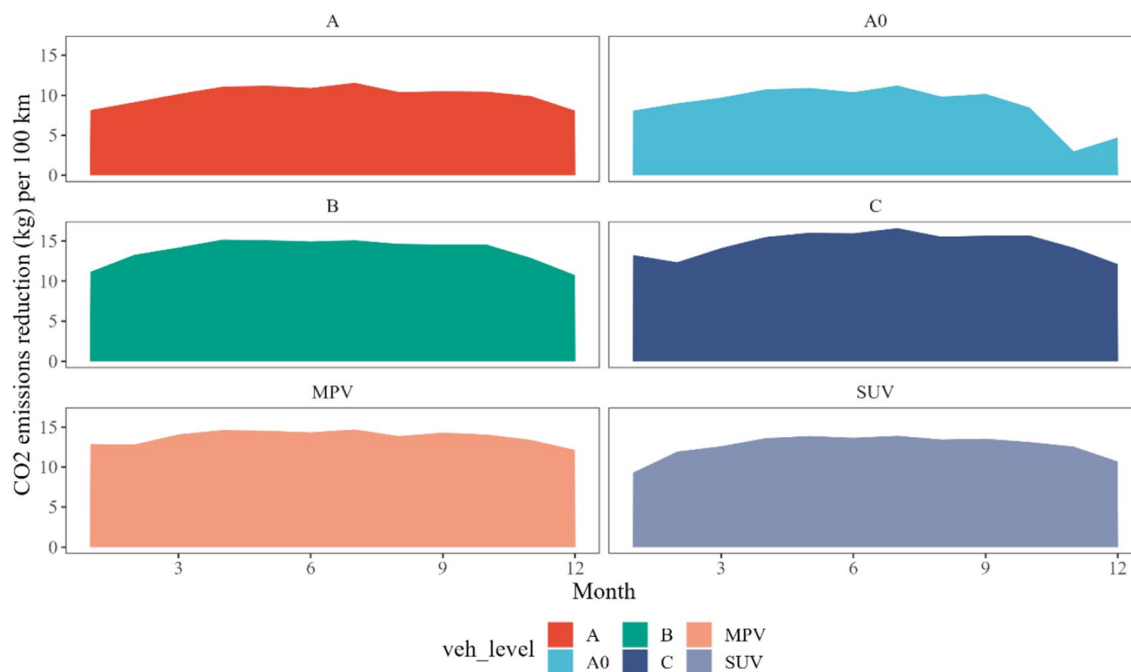 A A0
15
10
5
0
B C
15
10
5
0
MPV SUV
15
10
5
0
CO2 emissions reduction (kg) per 100 km
3 6 9 12 3 6 9 12
Month
veh_level
A B MPV
A0 C SUV